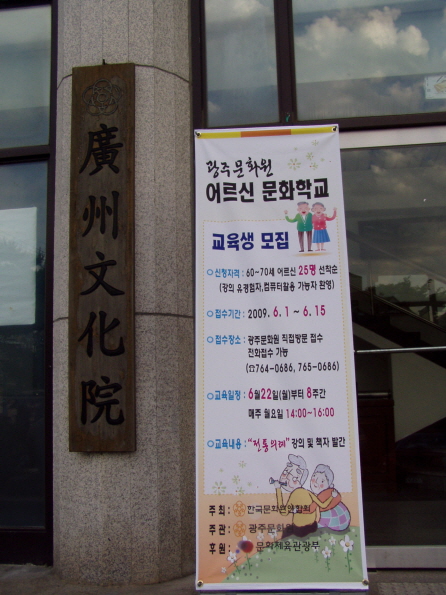 廣州文化院
광주문화원
어르신 문화학교
교육생 모집
신청자격 : 60~70세 어르신 25명 선착순
(강의 유경험자,컴퓨터활용 가능자 환영)
접수기간 : 2009. 6.1 ~ 6.15
접수장소 : 광주문화원 직접방문 접수
전화접수 가능
(☎764-0686, 765-0686)
교육일정 : 6월22일(월)부터 8주간
매주 월요일 14:00~16:00
교육내용 : "전통의례" 강의 및 책자 발간
주최 : 한국문화원연합회
주관 : 광주문화원
후원 : 문화체육관광부